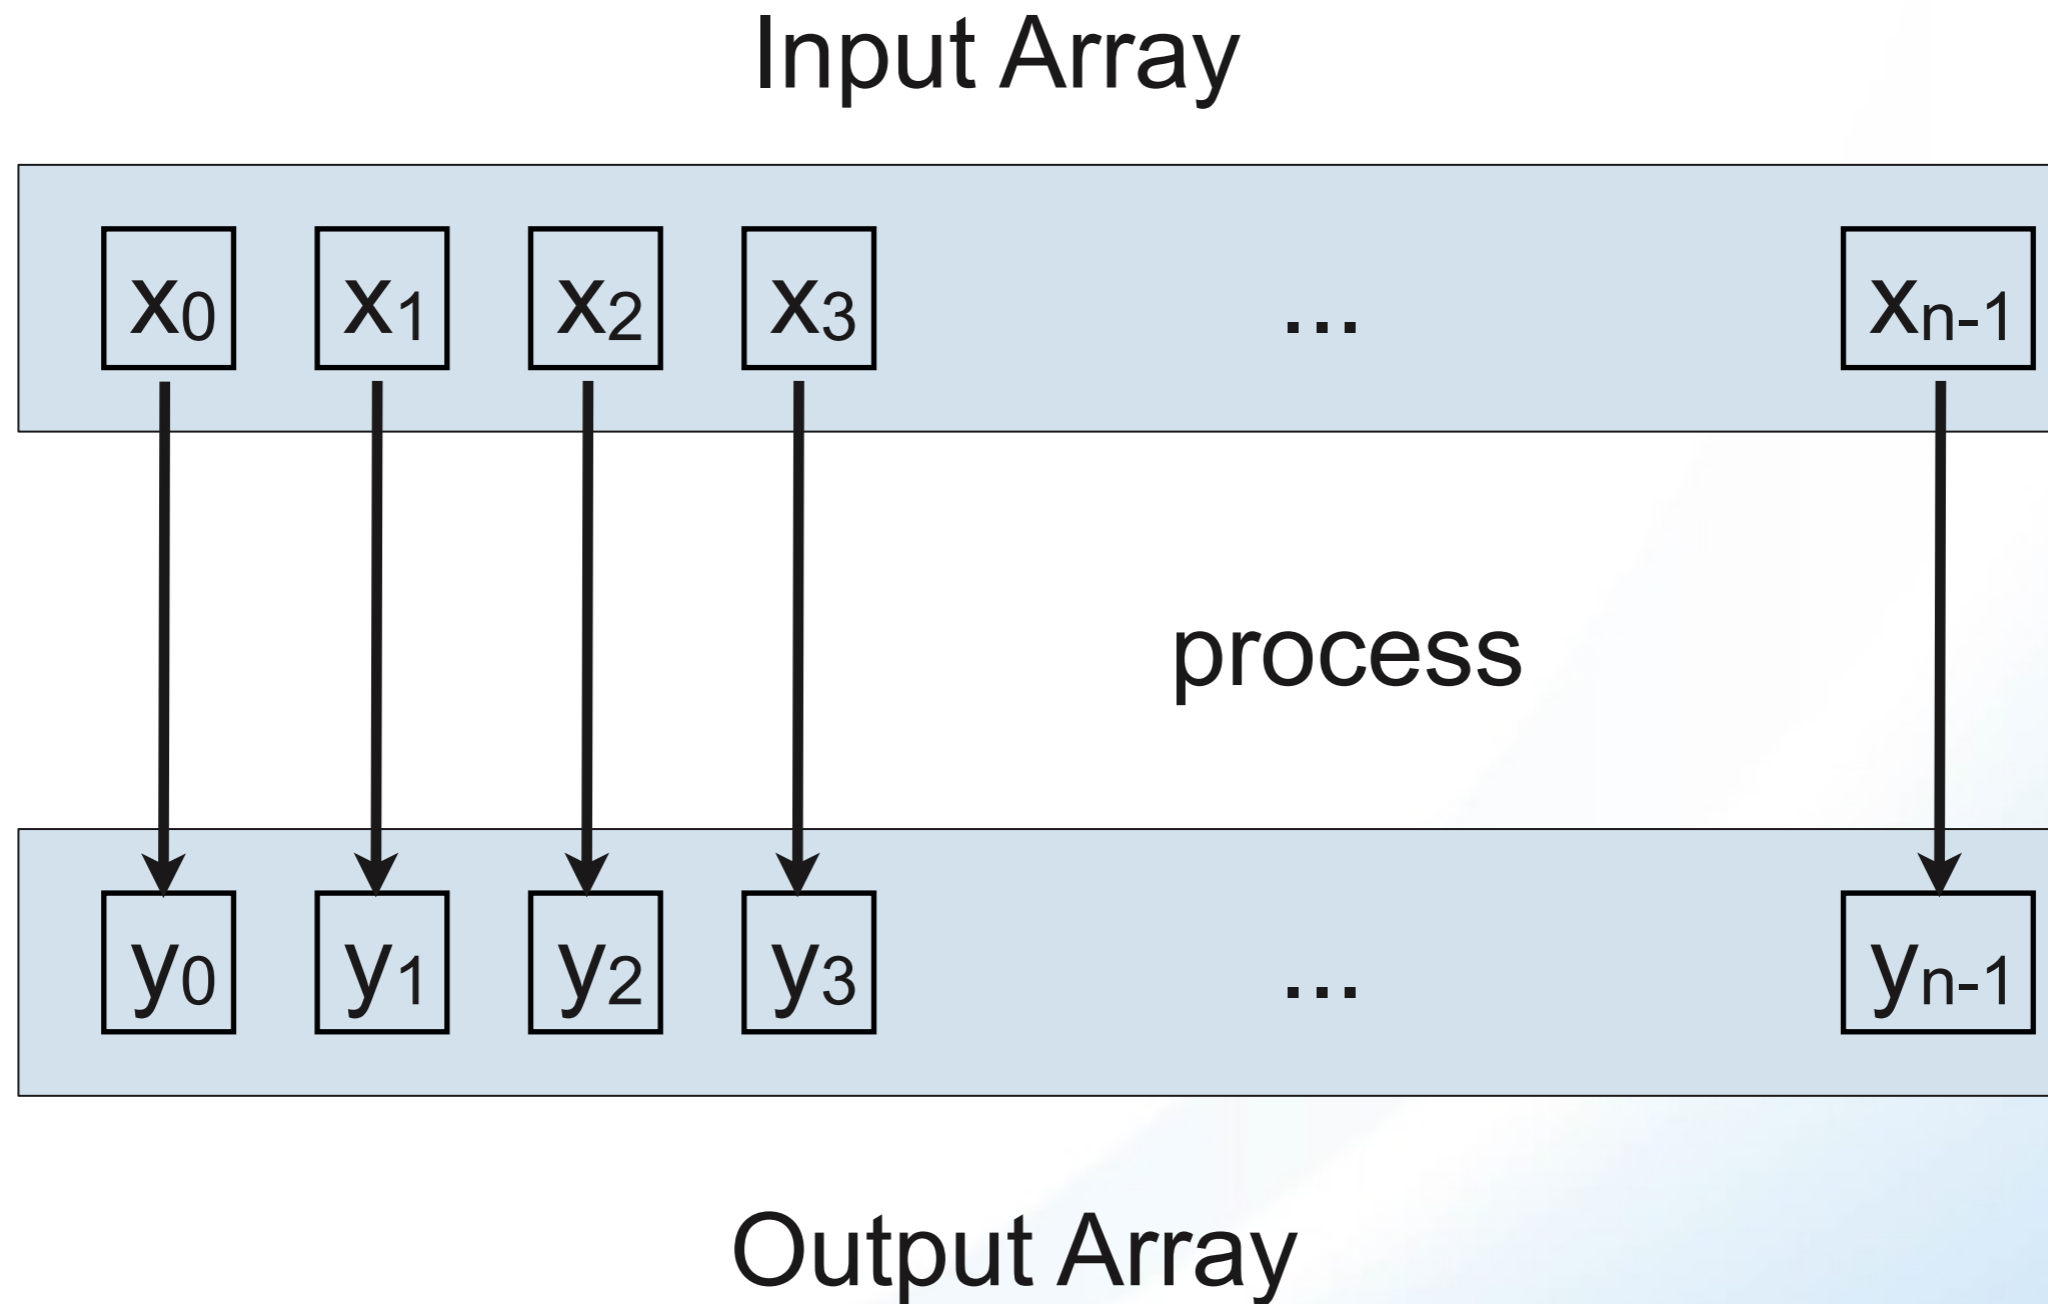 Input Array
x0 x1 x2 x3 ... xn-1
process
y0 y1 y2 y3 ... yn-1
Output Array